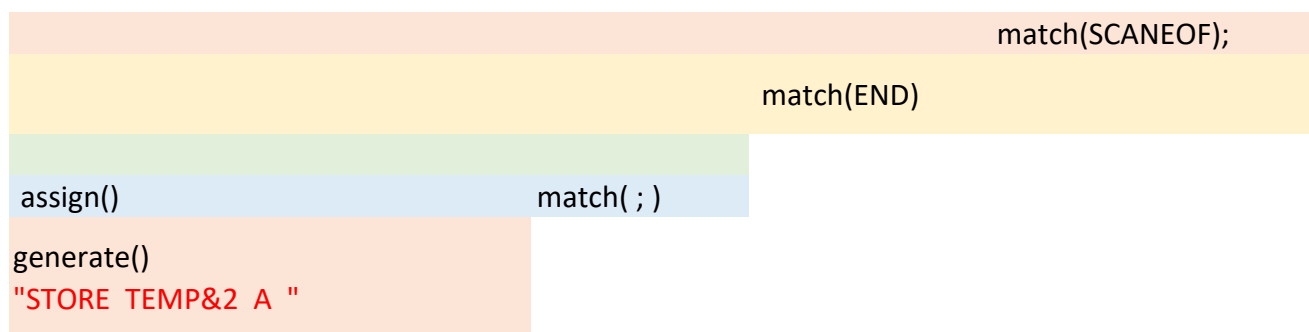 match(SCANEOF);
match(END)
assign() match( ; )
generate()
"STORE TEMP&2 A "